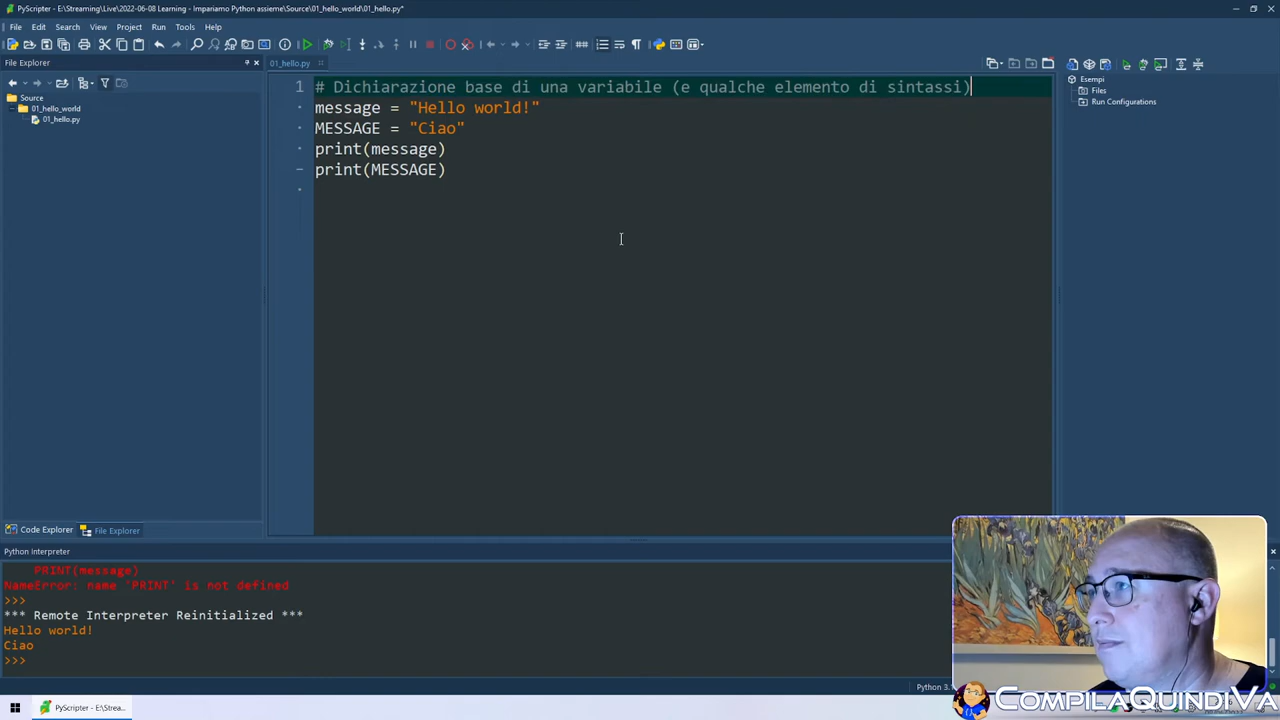 PyScripter - E:\Streaming\Live\2022-06-08 Learning - Impariamo Python assieme\Source\01_hello_world\01_hello.py*
File Edit Search View Project Run Tools Help
File Explorer
01_hello.py
Source
01_hello_world
01_hello.py
1 # Dichiarazione base di una variabile (e qualche elemento di sintassi)
message = "Hello world!"
MESSAGE = "Ciao"
print(message)
print(MESSAGE)
Esempi
Files
Run Configurations
Code Explorer File Explorer
Python Interpreter
PRINT(message)
NameError: name 'PRINT' is not defined
>>>
*** Remote Interpreter Reinitialized ***
Hello world!
Ciao
>>>
Python 3.
CompilaQuindiVa
PyScripter - E:\Strea...